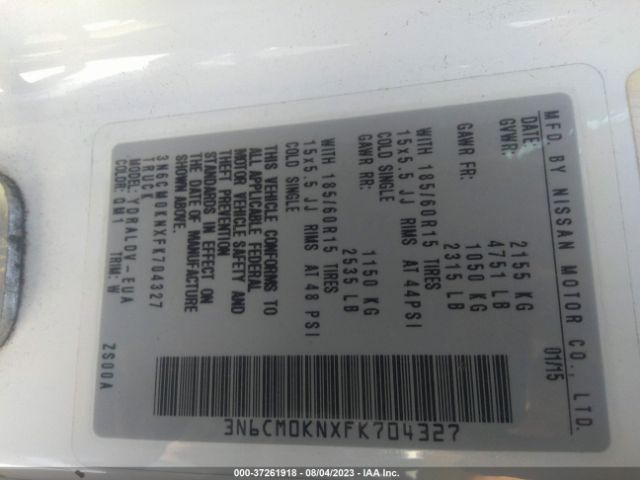 MFD. BY NISSAN MOTOR CO., LTD.
DATE: 01/15
GVWR: 2155 KG
4751 LB
GAWR FR: 1050 KG
2315 LB
WITH 185/60R15 TIRES
15x5.5 JJ RIMS AT 44PSI
COLD SINGLE
GAWR RR: 1150 KG
2535 LB
WITH 185/60R15 TIRES
15x5.5 JJ RIMS AT 48 PSI
COLD SINGLE
THIS VEHICLE CONFORMS TO
ALL APPLICABLE FEDERAL
MOTOR VEHICLE SAFETY AND
THEFT PREVENTION
STANDARDS IN EFFECT ON
THE DATE OF MANUFACTURE
SHOWN ABOVE.
3N6CM0KNXFK704327
TRUCK
MODEL: YDRALDV-EUA
COLOR: QM1 TRIM: W
ZS00A
3N6CM0KNXFK704327
000-37261918 - 08/04/2023 - IAAI.COM